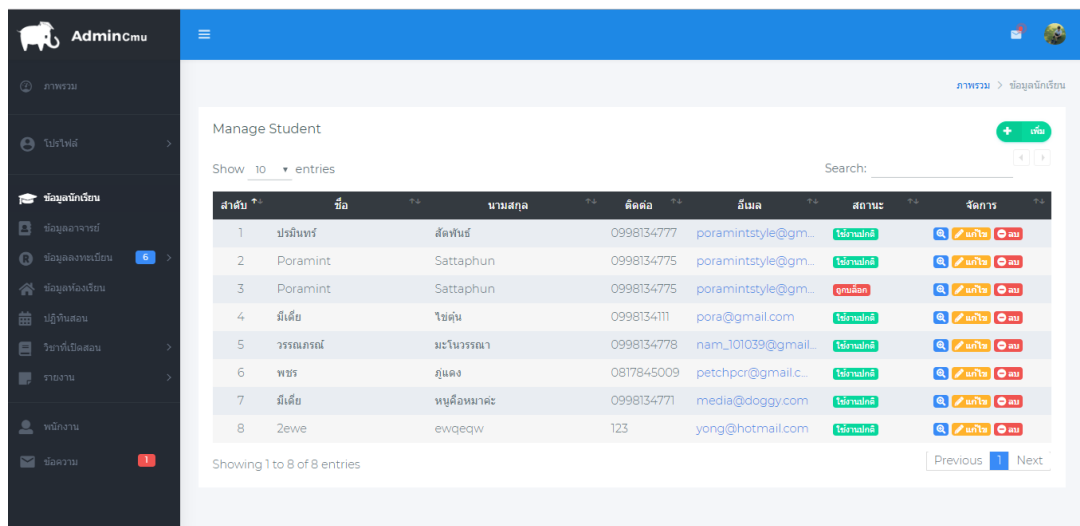 Admincmu
ภาพรวม
โปรไฟล์
ข้อมูลนักเรียน
ข้อมูลอาจารย์
ข้อมูลลงทะเบียน 6
ข้อมูลห้องเรียน
ปฏิทินสอน
วิชาที่เปิดสอน
รายงาน
พนักงาน
ข้อความ 1
ภาพรวม > ข้อมูลนักเรียน
Manage Student
+ เพิ่ม
Show 10 entries Search:
ลำดับ ชื่อ นามสกุล ติดต่อ อีเมล สถานะ จัดการ
1 ปรมินทร์ สัตพันธ์ 0998134777 poramintstyle@gm... ใช้งานปกติ แก้ไข ลบ
2 Poramint Sattaphun 0998134775 poramintstyle@gm... ใช้งานปกติ แก้ไข ลบ
3 Poramint Sattaphun 0998134775 poramintstyle@gm... ถูกบล็อก แก้ไข ลบ
4 มีเดีย ไข่ตุ่น 0998134111 pora@gmail.com ใช้งานปกติ แก้ไข ลบ
5 วรรณภรณ์ มะโนวรรณา 0998134778 nam_101039@gmail... ใช้งานปกติ แก้ไข ลบ
6 พชร ภู่แดง 0817845009 petchpcr@gmail.c... ใช้งานปกติ แก้ไข ลบ
7 มีเดีย หนูคือหมาค่ะ 0998134771 media@doggy.com ใช้งานปกติ แก้ไข ลบ
8 2ewe ewqeqw 123 yong@hotmail.com ใช้งานปกติ แก้ไข ลบ
Showing 1 to 8 of 8 entries
Previous 1 Next